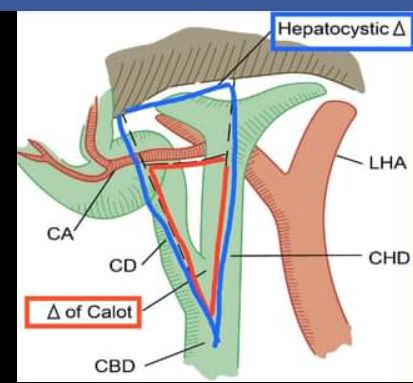 Hepatocystic Δ
LHA
CA
CD
CHD
Δ of Calot
CBD